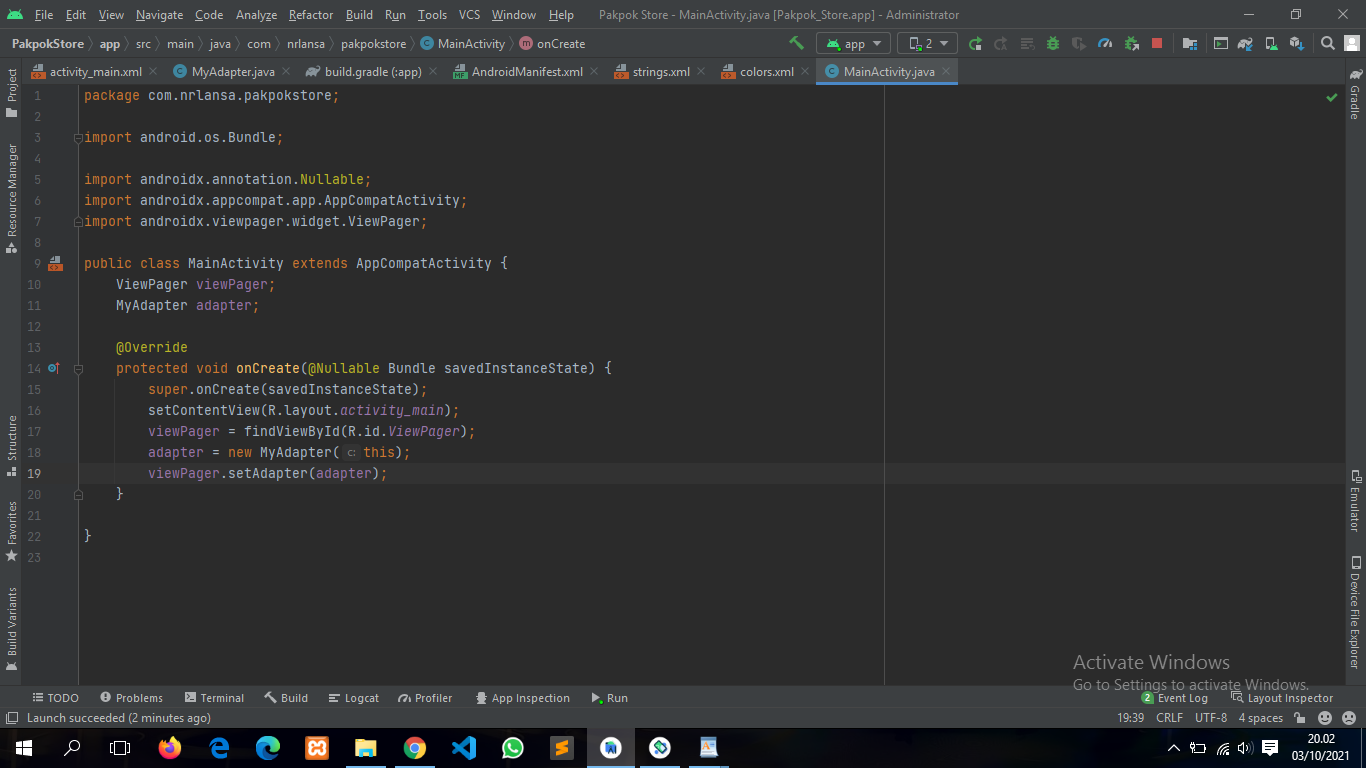 File Edit View Navigate Code Analyze Refactor Build Run Tools VCS Window Help Pakpok Store - MainActivity.java [Pakpok_Store.app] - Administrator
PakpokStore app src main java com nrlansa pakpokstore MainActivity onCreate app 2
activity_main.xml MyAdapter.java build.gradle (:app) AndroidManifest.xml strings.xml colors.xml MainActivity.java
Project
Resource Manager
Structure
Favorites
Build Variants
1 package com.nrlansa.pakpokstore;
2
3 import android.os.Bundle;
4
5 import androidx.annotation.Nullable;
6 import androidx.appcompat.app.AppCompatActivity;
7 import androidx.viewpager.widget.ViewPager;
8
9 public class MainActivity extends AppCompatActivity {
10 ViewPager viewPager;
11 MyAdapter adapter;
12
13 @Override
14 protected void onCreate(@Nullable Bundle savedInstanceState) {
15 super.onCreate(savedInstanceState);
16 setContentView(R.layout.activity_main);
17 viewPager = findViewById(R.id.ViewPager);
18 adapter = new MyAdapter( c: this);
19 viewPager.setAdapter(adapter);
20 }
21
22 }
23
Gradle
Emulator
Device File Explorer
Activate Windows
Go to Settings to activate Windows.
TODO Problems Terminal Build Logcat Profiler App Inspection Run 2 Event Log Layout Inspector
Launch succeeded (2 minutes ago) 19:39 CRLF UTF-8 4 spaces
20.02
03/10/2021